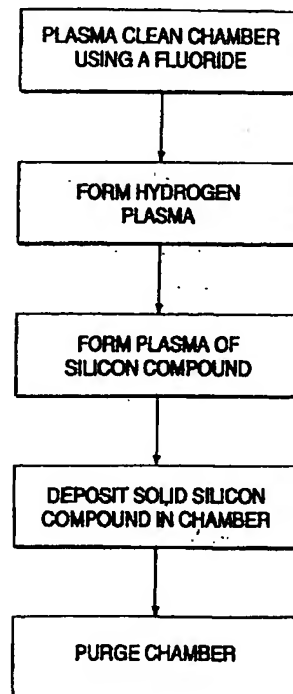 PLASMA CLEAN CHAMBER
USING A FLUORIDE
FORM HYDROGEN
PLASMA
FORM PLASMA OF
SILICON COMPOUND
DEPOSIT SOLID SILICON
COMPOUND IN CHAMBER
PURGE CHAMBER